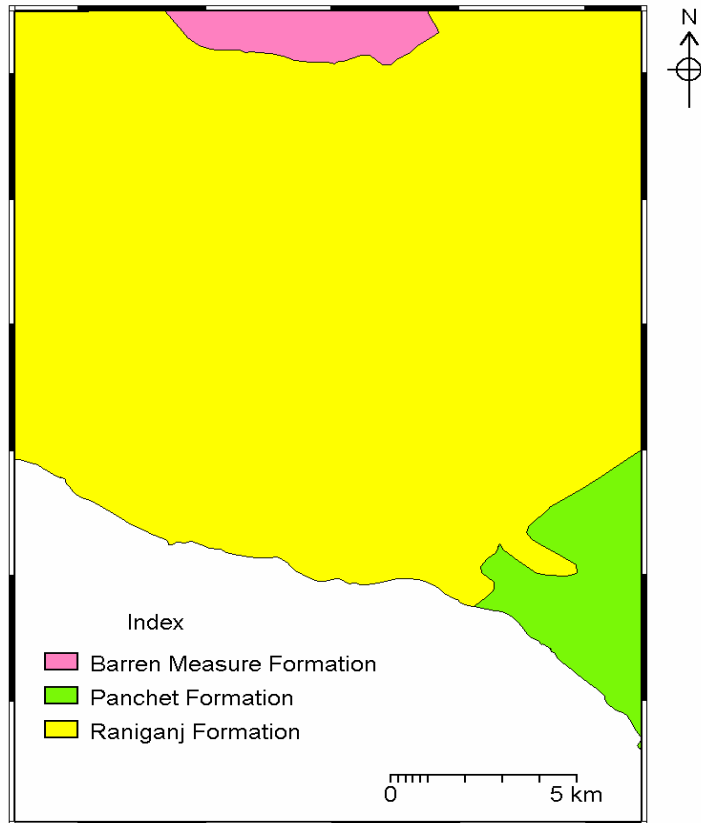 N
Index
Barren Measure Formation
Panchet Formation
Raniganj Formation
0 5 km